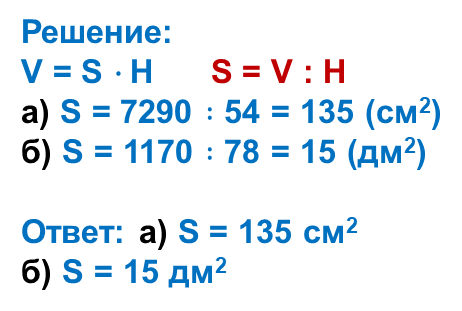 Решение:
V = S · H S = V : H
а) S = 7290 : 54 = 135 (см²)
б) S = 1170 : 78 = 15 (дм²)
Ответ: а) S = 135 см²
б) S = 15 дм²